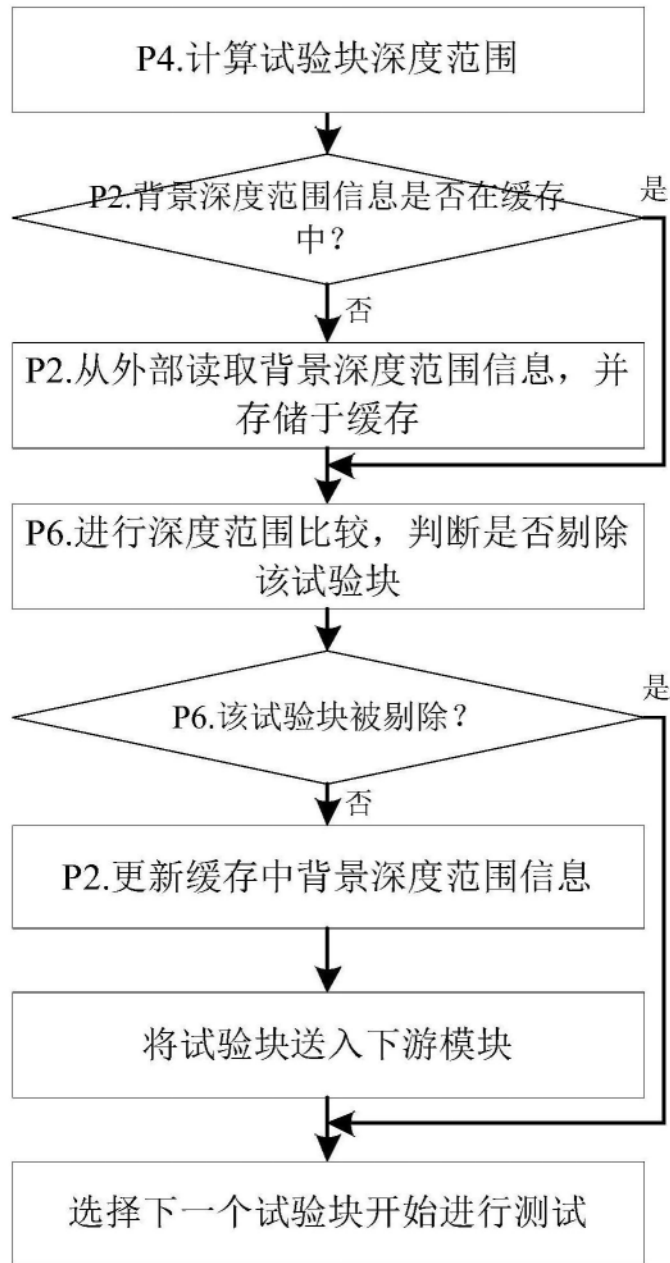 P4.计算试验块深度范围
P2.背景深度范围信息是否在缓存
中？
是
否
P2.从外部读取背景深度范围信息，并
存储于缓存
P6.进行深度范围比较，判断是否剔除
该试验块
P6.该试验块被剔除？
是
否
P2.更新缓存中背景深度范围信息
将试验块送入下游模块
选择下一个试验块开始进行测试